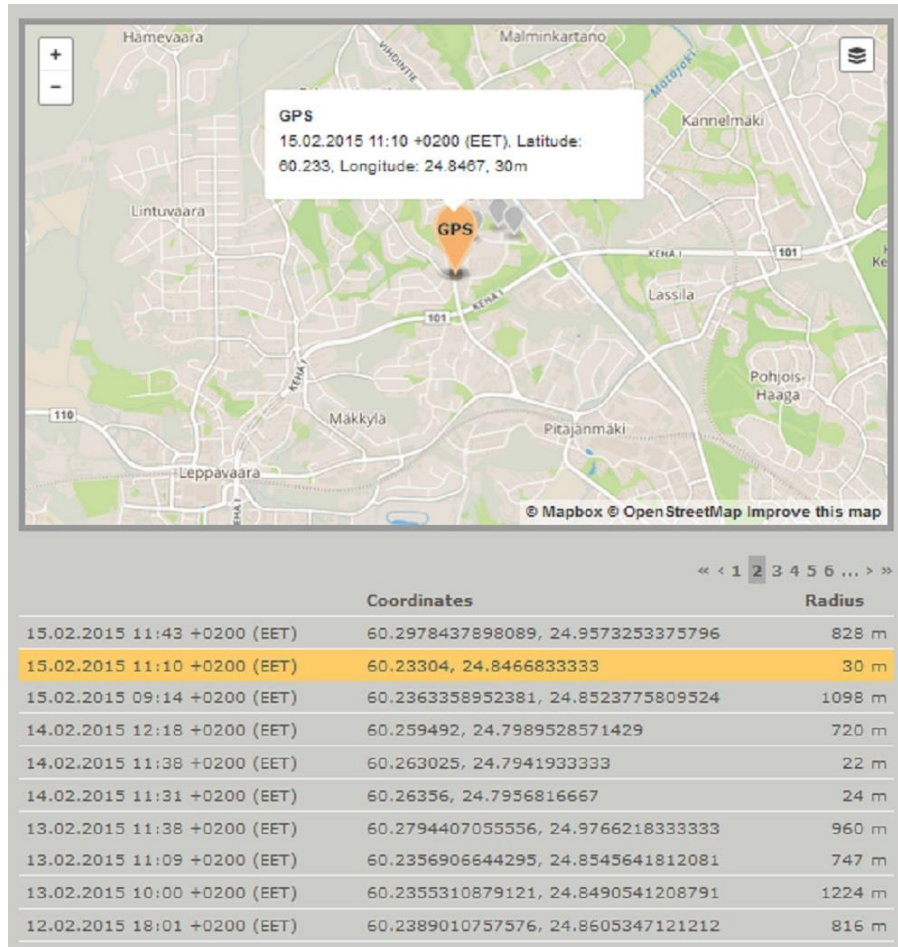 +
−
Hämevaara
VIHDINTIE
Malminkartano
Mätäjoki
Kannelmäki
GPS
15.02.2015 11:10 +0200 (EET), Latitude:
60.233, Longitude: 24.8467, 30m
Lintuvaara
GPS
KEHÄ I
101
Ke
KEHÄ I
101
Lassila
KEHÄ I
Pohjois-
Haaga
110
Mäkkylä
Pitäjänmäki
Leppävaara
© Mapbox © OpenStreetMap Improve this map
« ‹ 1 2 3 4 5 6 ... › »
Coordinates Radius
15.02.2015 11:43 +0200 (EET) 60.2978437898089, 24.9573253375796 828 m
15.02.2015 11:10 +0200 (EET) 60.23304, 24.8466833333 30 m
15.02.2015 09:14 +0200 (EET) 60.2363358952381, 24.8523775809524 1098 m
14.02.2015 12:18 +0200 (EET) 60.259492, 24.7989528571429 720 m
14.02.2015 11:38 +0200 (EET) 60.263025, 24.7941933333 22 m
14.02.2015 11:31 +0200 (EET) 60.26356, 24.7956816667 24 m
13.02.2015 11:38 +0200 (EET) 60.2794407055556, 24.9766218333333 960 m
13.02.2015 11:09 +0200 (EET) 60.2356906644295, 24.8545641812081 747 m
13.02.2015 10:00 +0200 (EET) 60.2355310879121, 24.8490541208791 1224 m
12.02.2015 18:01 +0200 (EET) 60.2389010757576, 24.8605347121212 816 m